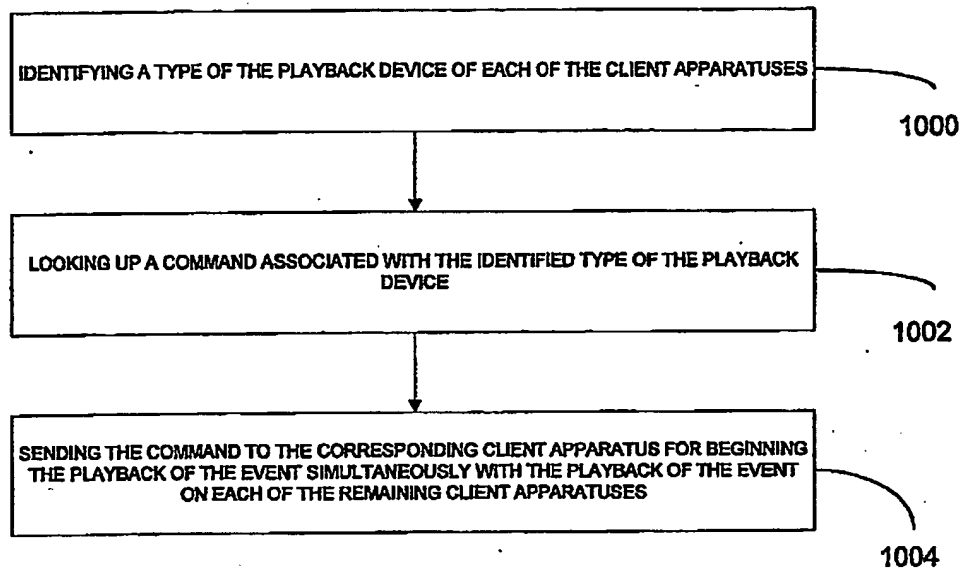 IDENTIFYING A TYPE OF THE PLAYBACK DEVICE OF EACH OF THE CLIENT APPARATUSES
1000
LOOKING UP A COMMAND ASSOCIATED WITH THE IDENTIFIED TYPE OF THE PLAYBACK
DEVICE
1002
SENDING THE COMMAND TO THE CORRESPONDING CLIENT APPARATUS FOR BEGINNING
THE PLAYBACK OF THE EVENT SIMULTANEOUSLY WITH THE PLAYBACK OF THE EVENT
ON EACH OF THE REMAINING CLIENT APPARATUSES
1004